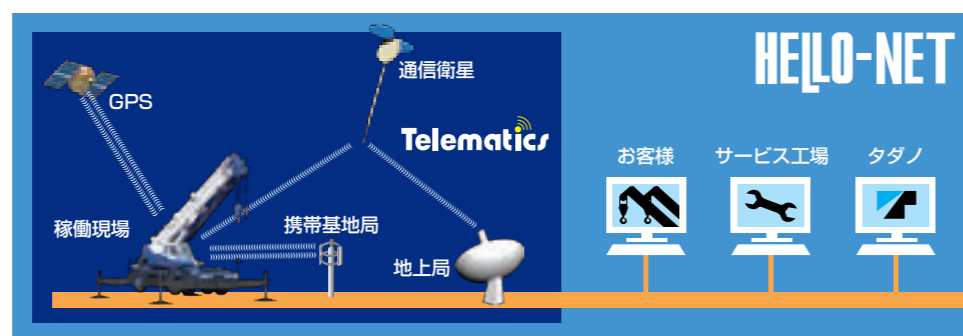 HELLO-NET
通信衛星
GPS
Telematics
お客様
サービス工場
タダノ
稼働現場
携帯基地局
地上局